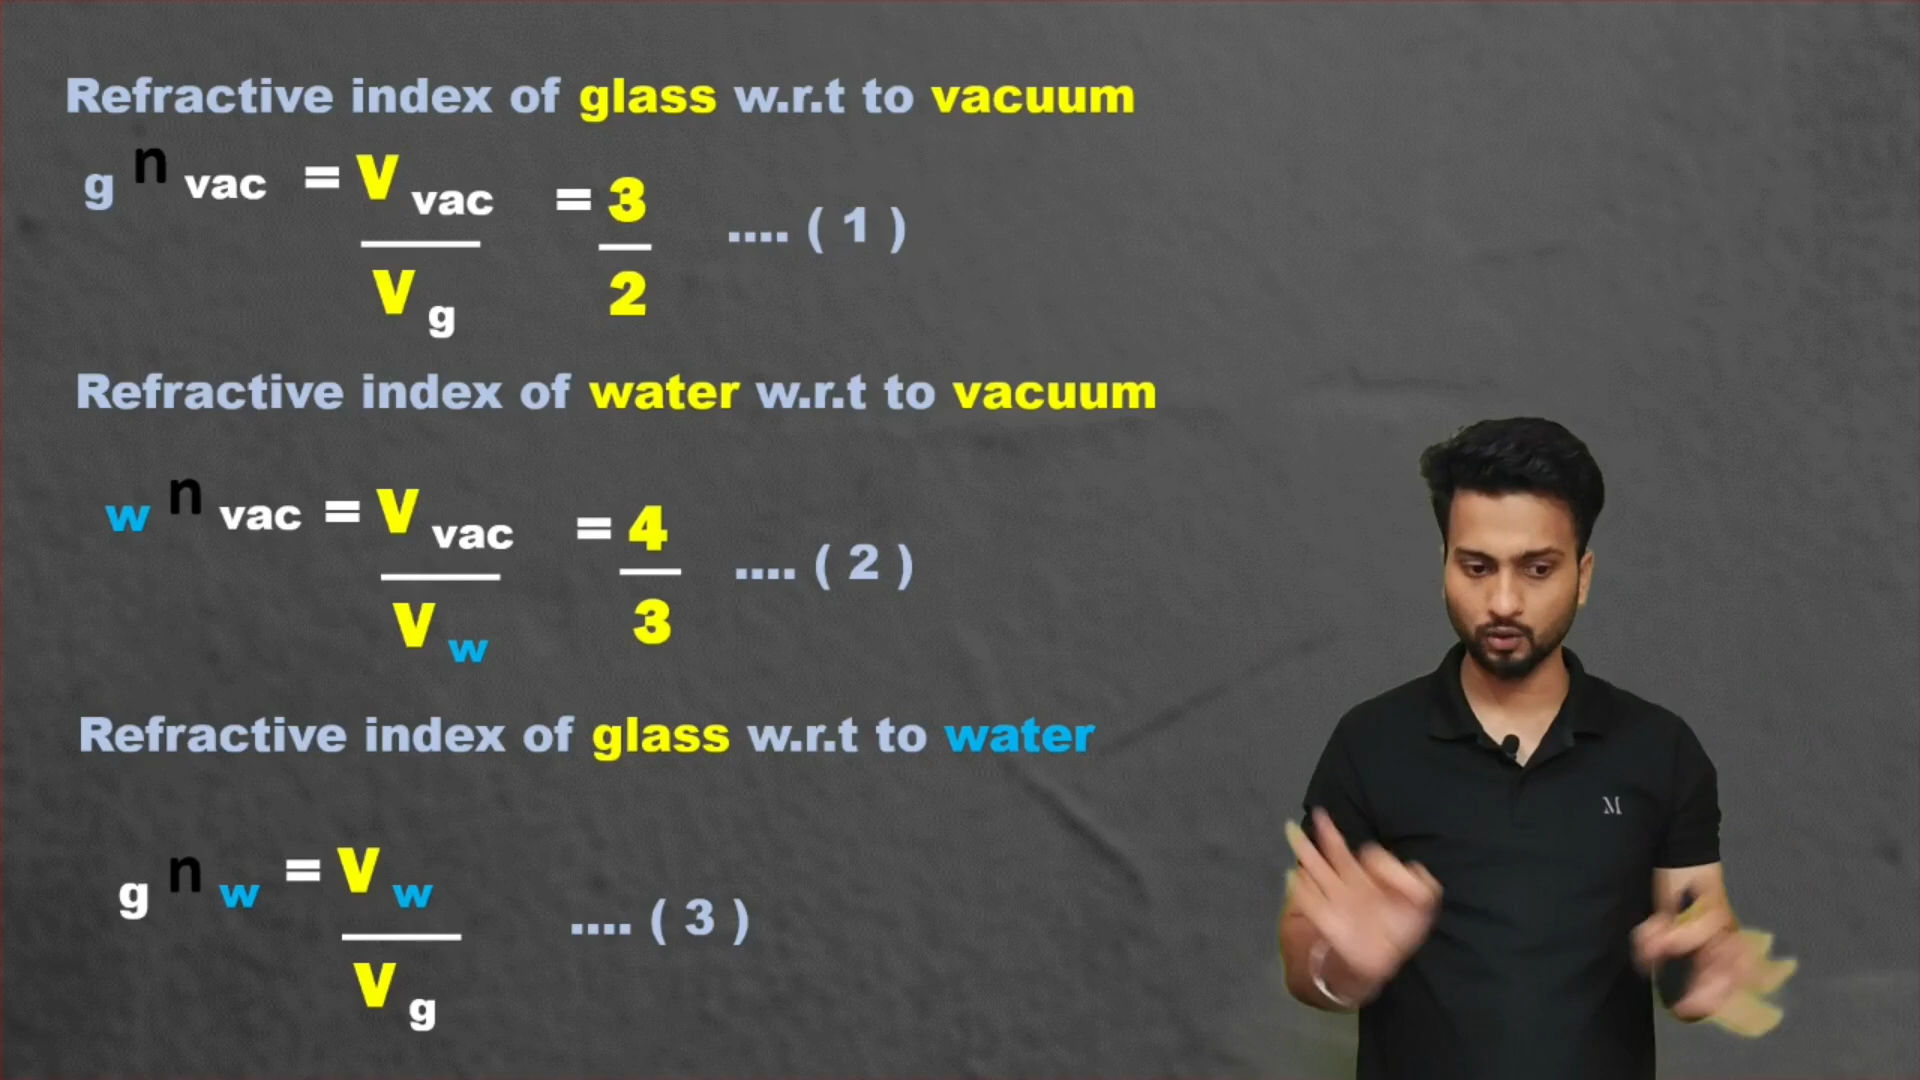 Refractive index of glass w.r.t to vacuum
g n vac = V vac = 3 .... ( 1 )
V g 2
Refractive index of water w.r.t to vacuum
w n vac = V vac = 4 .... ( 2 )
V w 3
Refractive index of glass w.r.t to water
g n w = V w .... ( 3 )
V g
M